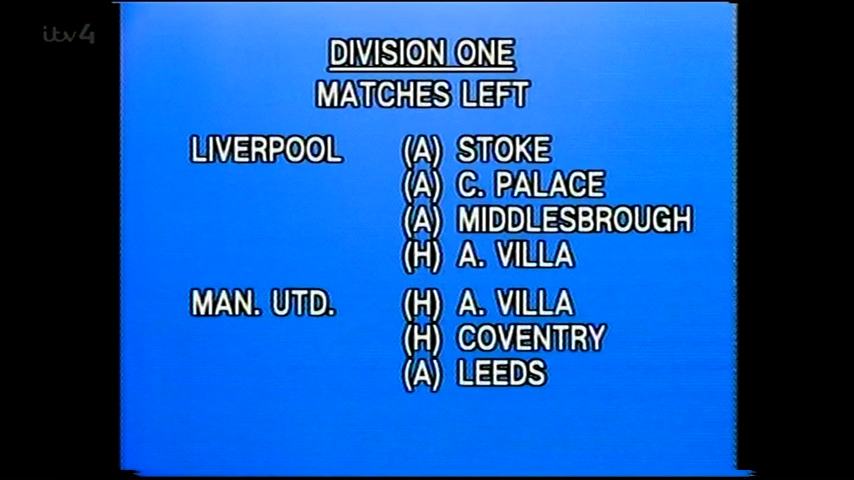 itv4
DIVISION ONE
MATCHES LEFT
LIVERPOOL (A) STOKE
(A) C. PALACE
(A) MIDDLESBROUGH
(H) A. VILLA
MAN. UTD. (H) A. VILLA
(H) COVENTRY
(A) LEEDS